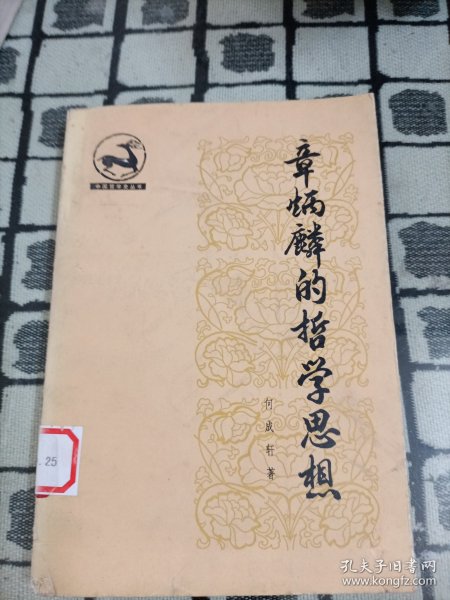 中国哲学史丛书
章炳麟的哲学思想
何成轩 著
25
孔夫子旧书网
www.kongfz.com